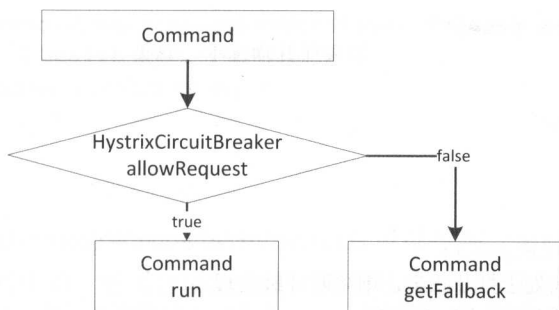 Command
HystrixCircuitBreaker
allowRequest
false
true
Command
run
Command
getFallback